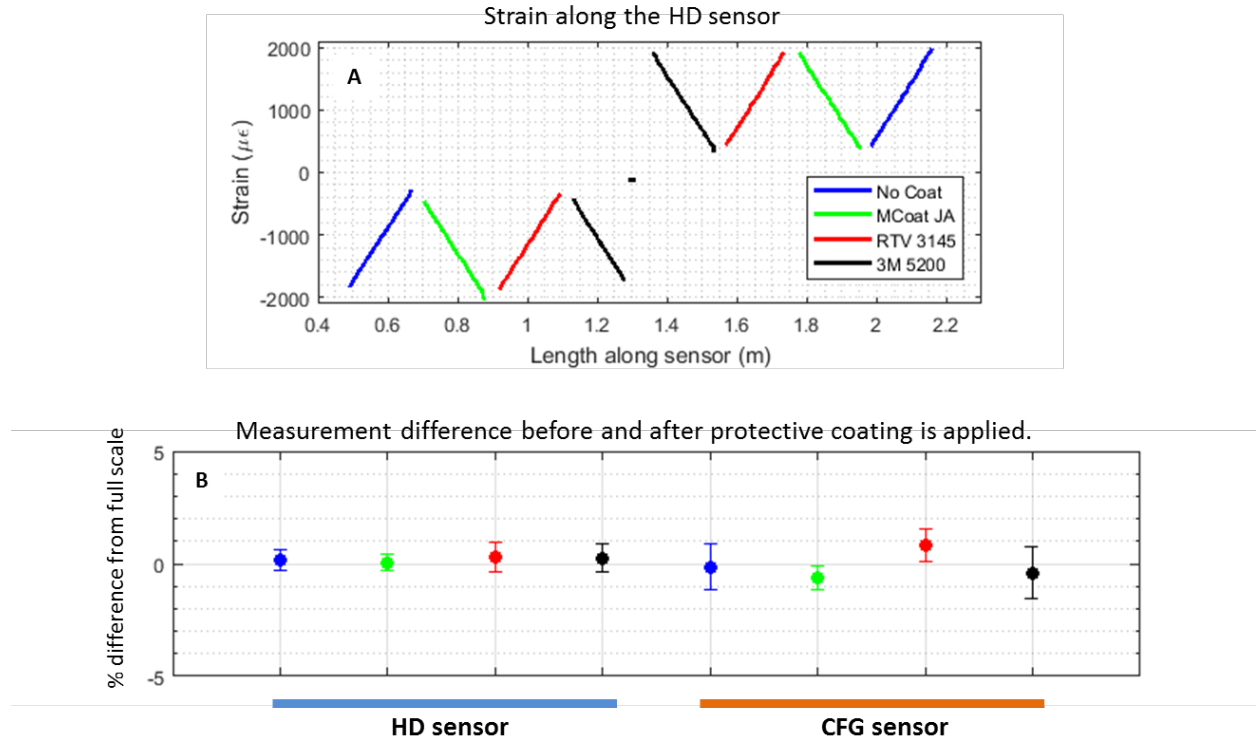 Strain along the HD sensor
A
2000
1000
0
-1000
-2000
Strain (με)
No Coat
MCoat JA
RTV 3145
3M 5200
0.4 0.6 0.8 1 1.2 1.4 1.6 1.8 2 2.2
Length along sensor (m)
Measurement difference before and after protective coating is applied.
B
5
0
-5
% difference from full scale
HD sensor CFG sensor